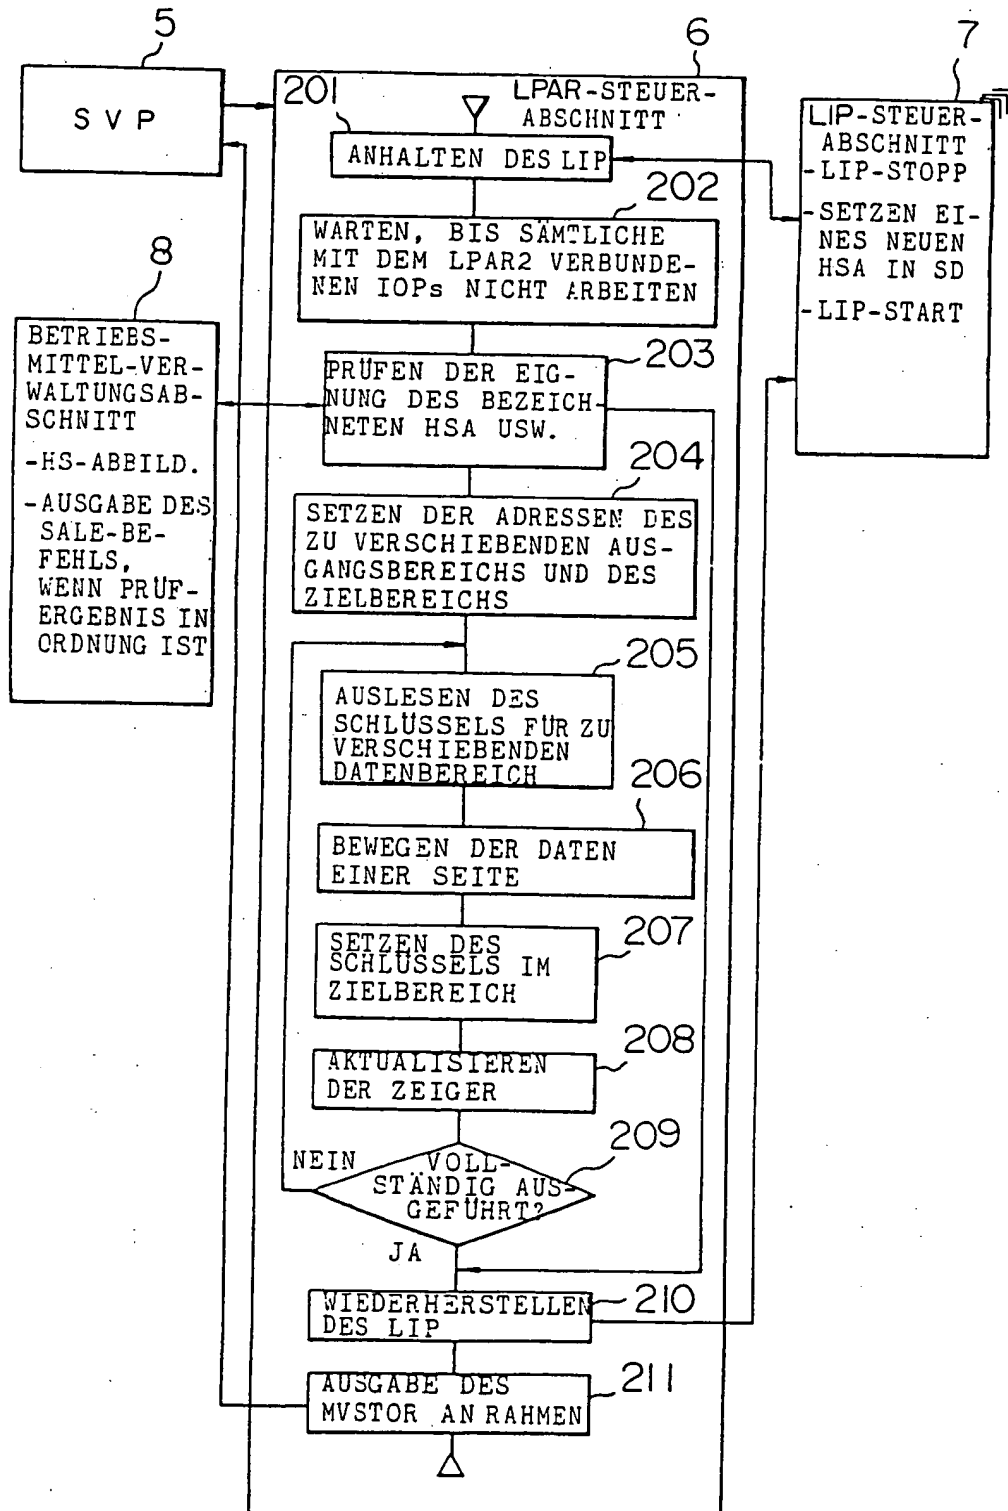 5
SVP
6
201
LPAR-STEUER-
ABSCHNITT
ANHALTEN DES LIP
202
WARTEN, BIS SÄMTLICHE
MIT DEM LPAR2 VERBUNDE-
NEN IOPs NICHT ARBEITEN
203
PRÜFEN DER EIG-
NUNG DES BEZEICH-
NETEN HSA USW.
204
SETZEN DER ADRESSEN DES
ZU VERSCHIEBENDEN AUS-
GANGSBEREICHS UND DES
ZIELBEREICHS
205
AUSLESEN DES
SCHLÜSSELS FÜR ZU
VERSCHIEBENDEN
DATENBEREICH
206
BEWEGEN DER DATEN
EINER SEITE
207
SETZEN DES
SCHLÜSSELS IM
ZIELBEREICH
208
AKTUALISIEREN
DER ZEIGER
209
NEIN
VOLL-
STÄNDIG AUS-
GEFÜHRT?
JA
210
WIEDERHERSTELLEN
DES LIP
211
AUSGABE DES
MVSTOR AN RAHMEN
7
LIP-STEUER-
ABSCHNITT
-LIP-STOPP
-SETZEN EI-
NES NEUEN
HSA IN SD
-LIP-START
8
BETRIEBS-
MITTEL-VER-
WALTUNGSAB-
SCHNITT
-HS-ABBILD.
-AUSGABE DES
SALE-BE-
FEHLS,
WENN PRÜF-
ERGEBNIS IN
ORDNUNG IST